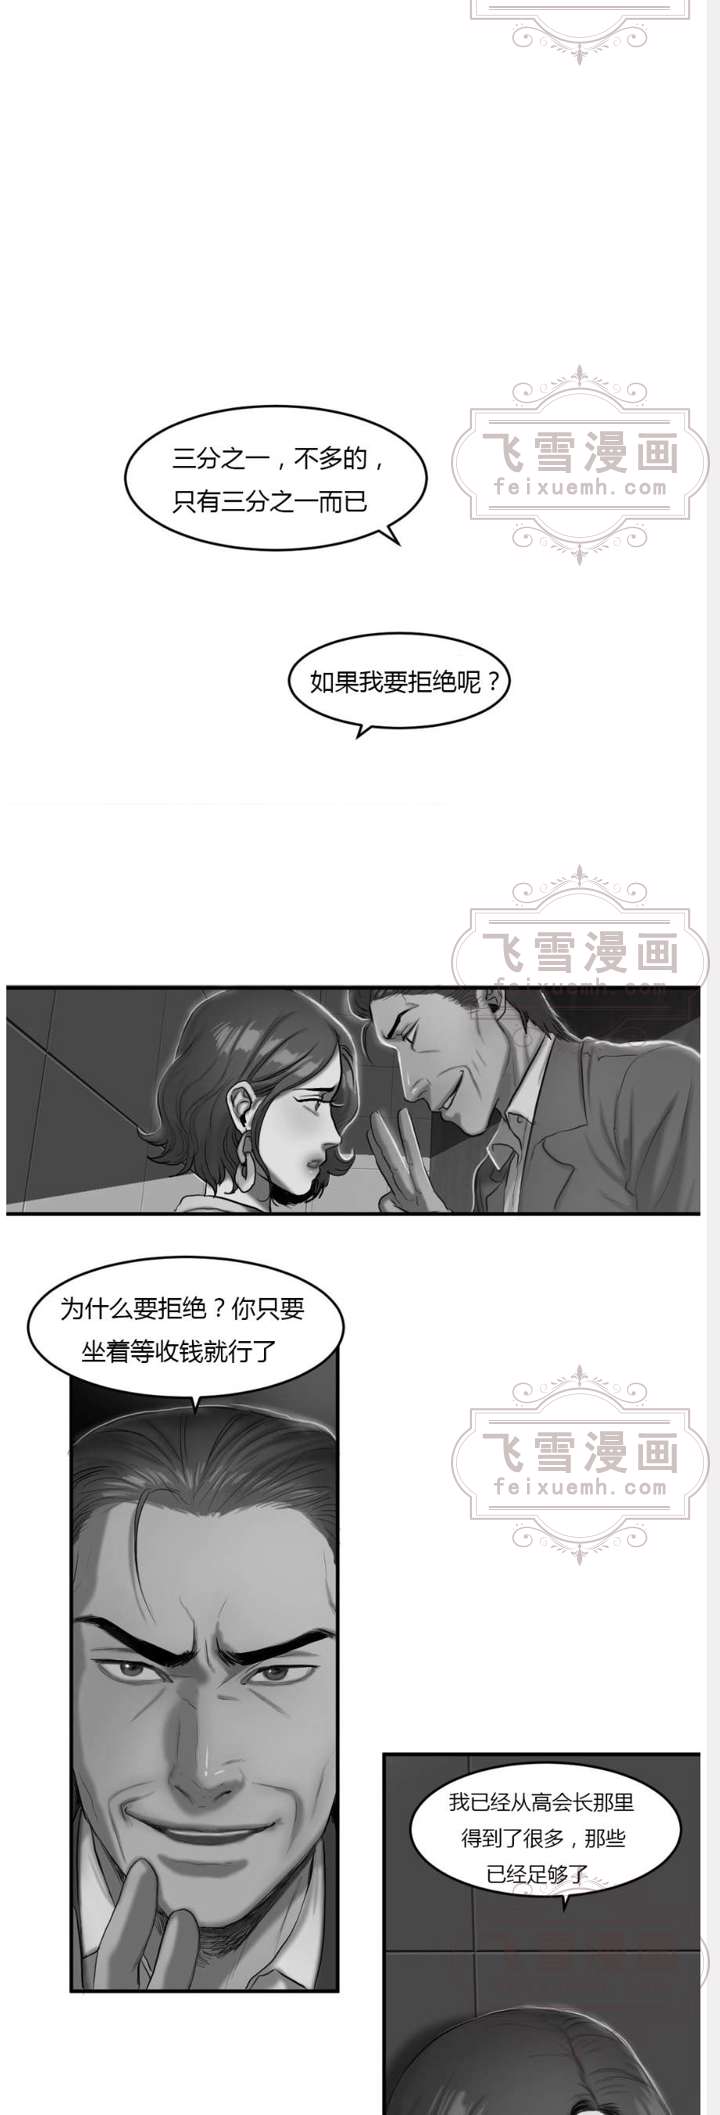 三分之一，不多的，
只有三分之一而已
飞雪漫画
feixuemh.com
如果我要拒绝呢？
飞雪漫画
feixuemh.com
为什么要拒绝？你只要
坐着等收钱就行了
飞雪漫画
feixuemh.com
我已经从高会长那里
得到了很多，那些
已经足够了
飞雪漫画
feixuemh.com